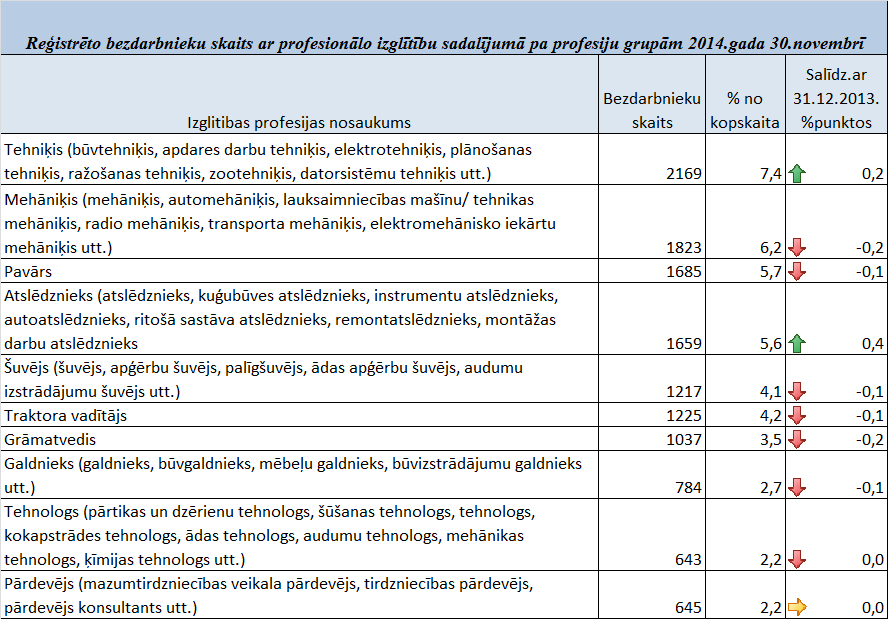 Reģistrēto bezdarbnieku skaits ar profesionālo izglītību sadalījumā pa profesiju grupām 2014.gada 30.novembrī
Izglītības profesijas nosaukums
Bezdarbnieku
skaits
% no
kopskaita
Salīdz.ar
31.12.2013.
%punktos
Tehniķis (būvtehniķis, apdares darbu tehniķis, elektrotehniķis, plānošanas
tehniķis, ražošanas tehniķis, zootehniķis, datorsistēmu tehniķis utt.) 2169 7,4 0,2
Mehāniķis (mehāniķis, automehāniķis, lauksaimniecības mašīnu/ tehnikas
mehāniķis, radio mehāniķis, transporta mehāniķis, elektromehānisko iekārtu
mehāniķis utt.) 1823 6,2 -0,2
Pavārs 1685 5,7 -0,1
Atslēdznieks (atslēdznieks, kuģubūves atslēdznieks, instrumentu atslēdznieks,
autoatslēdznieks, ritošā sastāva atslēdznieks, remontatslēdznieks, montāžas
darbu atslēdznieks 1659 5,6 0,4
Šuvējs (šuvējs, apģērbu šuvējs, palīgšuvējs, ādas apģērbu šuvējs, audumu
izstrādājumu šuvējs utt.) 1217 4,1 -0,1
Traktora vadītājs 1225 4,2 -0,1
Grāmatvedis 1037 3,5 -0,2
Galdnieks (galdnieks, būvgaldnieks, mēbeļu galdnieks, būvizstrādājumu galdnieks
utt.) 784 2,7 -0,1
Tehnologs (pārtikas un dzērienu tehnologs, šūšanas tehnologs, tehnologs,
kokapstrādes tehnologs, ādas tehnologs, audumu tehnologs, mehānikas
tehnologs, ķīmijas tehnologs utt.) 643 2,2 0,0
Pārdevējs (mazumtirdzniecības veikala pārdevējs, tirdzniecības pārdevējs,
pārdevējs konsultants utt.) 645 2,2 0,0